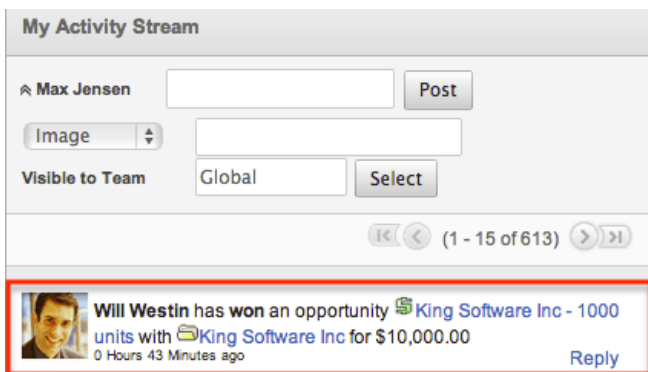 My Activity Stream
Max Jensen
Post
Image
Visible to Team
Global
Select
(1 - 15 of 613)
Will Westin has won an opportunity King Software Inc - 1000
units with King Software Inc for $10,000.00
0 Hours 43 Minutes ago
Reply